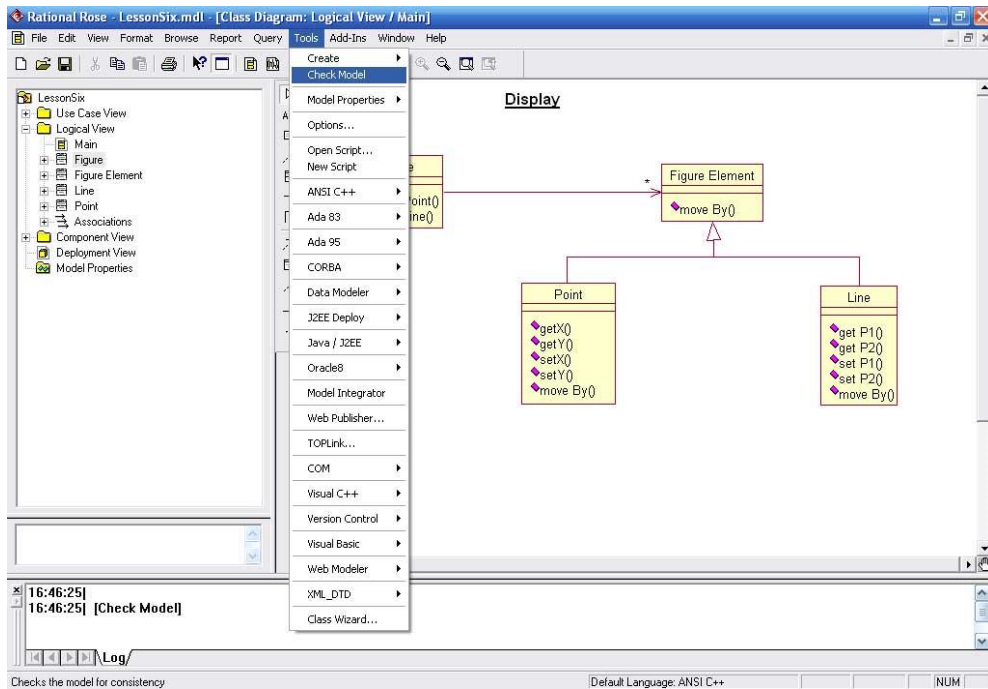 Rational Rose - LessonSix.mdl - [Class Diagram: Logical View / Main]
File Edit View Format Browse Report Query Tools Add-Ins Window Help
LessonSix
Use Case View
Logical View
Main
Figure
Figure Element
Line
Point
Associations
Component View
Deployment View
Model Properties
Create
Check Model
Model Properties
Options...
Open Script...
New Script
ANSI C++
Ada 83
Ada 95
CORBA
Data Modeler
J2EE Deploy
Java / J2EE
Oracle8
Model Integrator
Web Publisher...
TOPLink...
COM
Visual C++
Version Control
Visual Basic
Web Modeler
XML_DTD
Class Wizard...
Display
oint()
ine()
*
Figure Element
move By()
Point
getX()
getY()
setX()
setY()
move By()
Line
get P1()
get P2()
set P1()
set P2()
move By()
16:46:25|
16:46:25| [Check Model]
Log
Checks the model for consistency
Default Language: ANSI C++
NUM